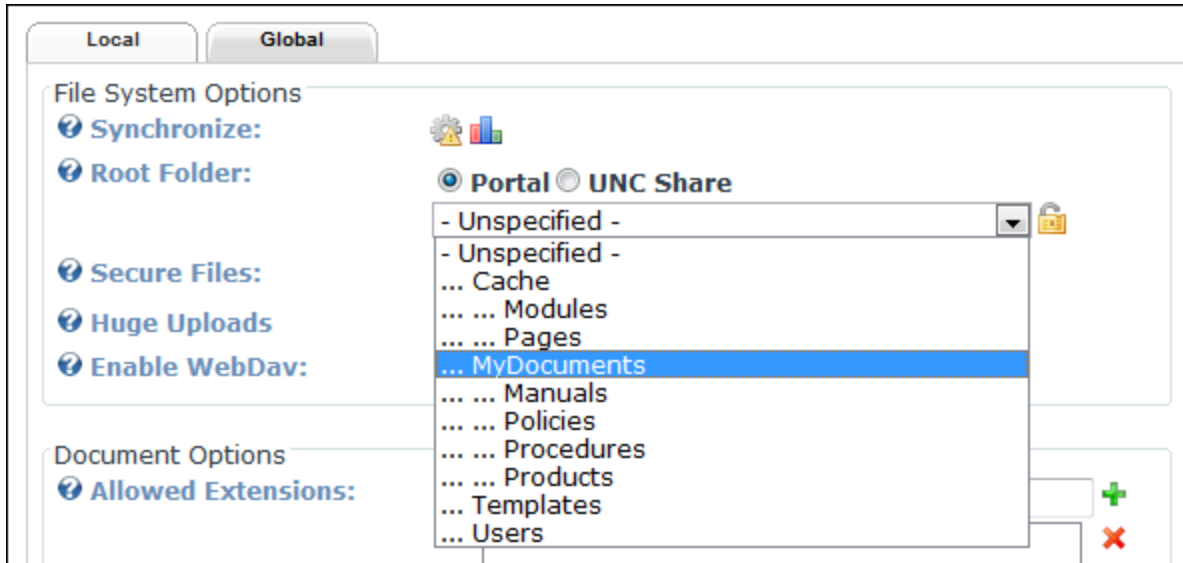 Local Global
File System Options
Synchronize:
Root Folder:
Portal UNC Share
- Unspecified -
- Unspecified -
... Cache
Secure Files:
... ... Modules
Huge Uploads
... ... Pages
Enable WebDav:
... MyDocuments
... ... Manuals
... ... Policies
Document Options
... ... Procedures
Allowed Extensions:
... ... Products
... Templates
... Users